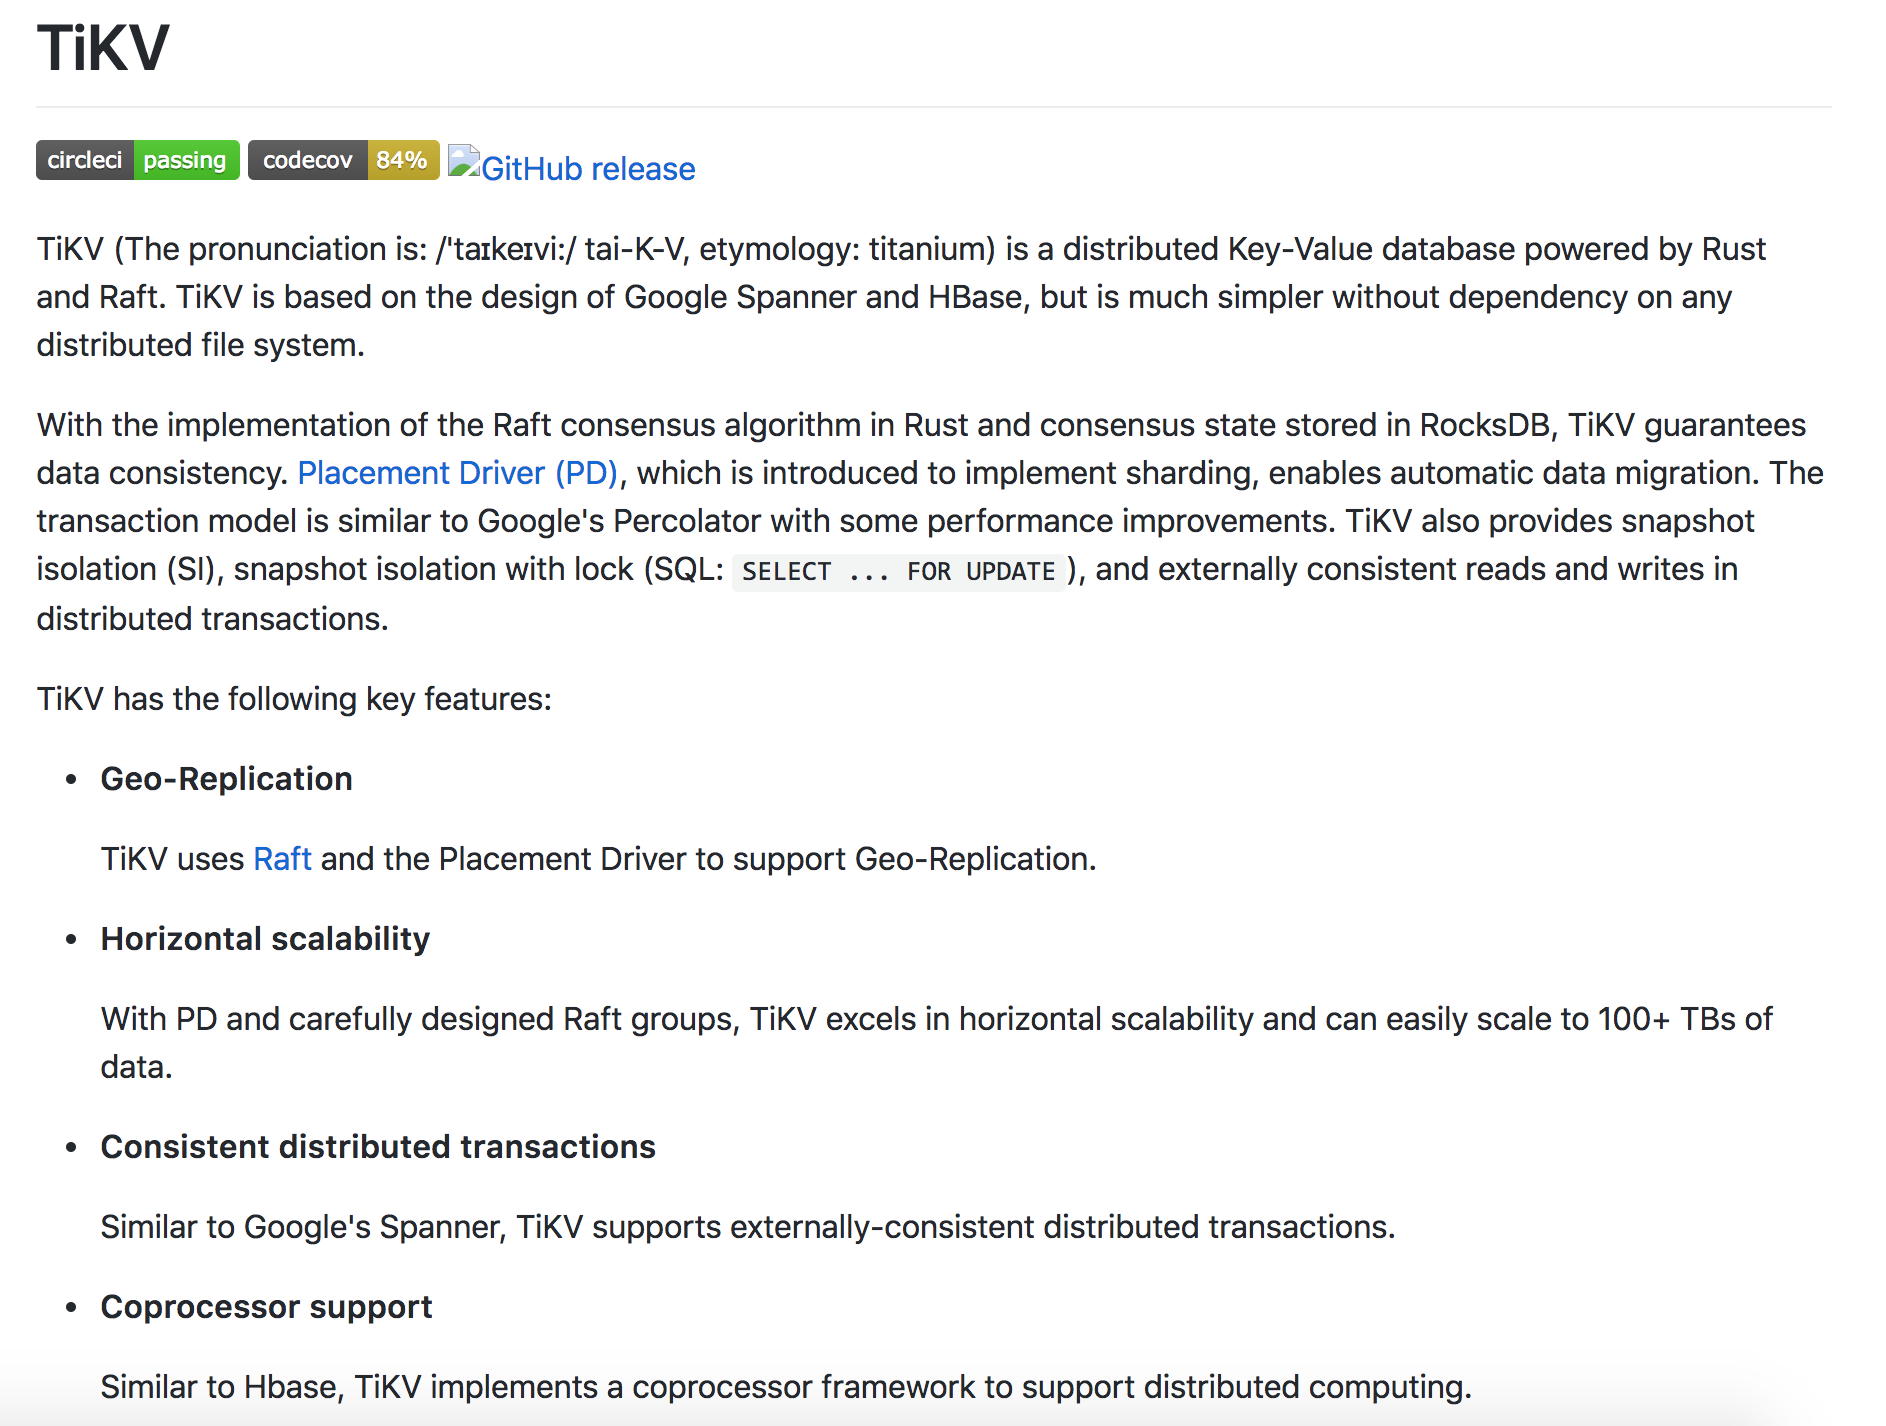 TiKV
circleci passing codecov 84% GitHub release
TiKV (The pronunciation is: /'taɪkeɪvi:/ tai-K-V, etymology: titanium) is a distributed Key-Value database powered by Rust
and Raft. TiKV is based on the design of Google Spanner and HBase, but is much simpler without dependency on any
distributed file system.
With the implementation of the Raft consensus algorithm in Rust and consensus state stored in RocksDB, TiKV guarantees
data consistency. Placement Driver (PD), which is introduced to implement sharding, enables automatic data migration. The
transaction model is similar to Google's Percolator with some performance improvements. TiKV also provides snapshot
isolation (SI), snapshot isolation with lock (SQL: SELECT ... FOR UPDATE ), and externally consistent reads and writes in
distributed transactions.
TiKV has the following key features:
• Geo-Replication
TiKV uses Raft and the Placement Driver to support Geo-Replication.
• Horizontal scalability
With PD and carefully designed Raft groups, TiKV excels in horizontal scalability and can easily scale to 100+ TBs of
data.
• Consistent distributed transactions
Similar to Google's Spanner, TiKV supports externally-consistent distributed transactions.
• Coprocessor support
Similar to Hbase, TiKV implements a coprocessor framework to support distributed computing.